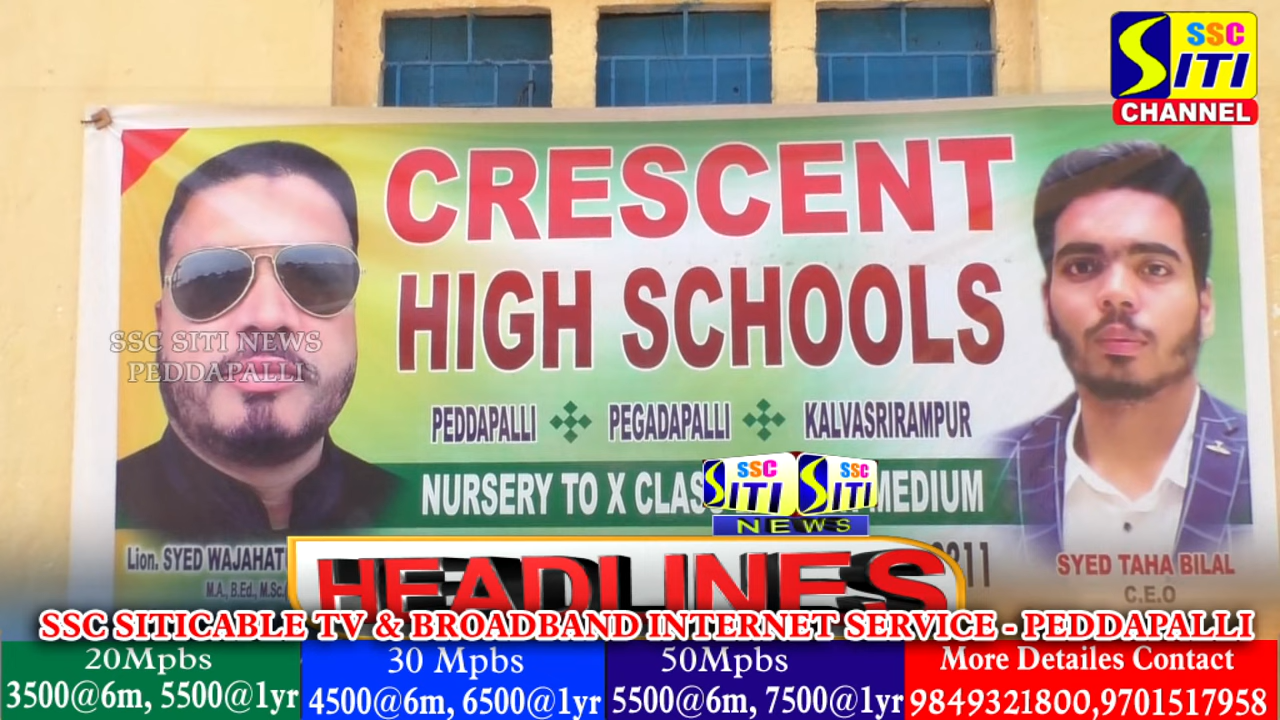 SSC
SITI
CHANNEL
CRESCENT
HIGH SCHOOLS
SSC SITI NEWS
PEDDAPALLI
PEDDAPALLI PEGADAPALLI KALVASRIRAMPUR
NURSERY TO X CLASS MEDIUM
SSC SSC
SITI SITI
NEWS
Lion. SYED WAJAHAT
M.A., B.Ed., M.Sc.
SYED TAHA BILAL
C.E.O
HEADLINES
SSC SITICABLE TV & BROADBAND INTERNET SERVICE - PEDDAPALLI
20Mpbs 30 Mpbs 50Mpbs More Detailes Contact
3500@6m, 5500@1yr 4500@6m, 6500@1yr 5500@6m, 7500@1yr 9849321800,9701517958